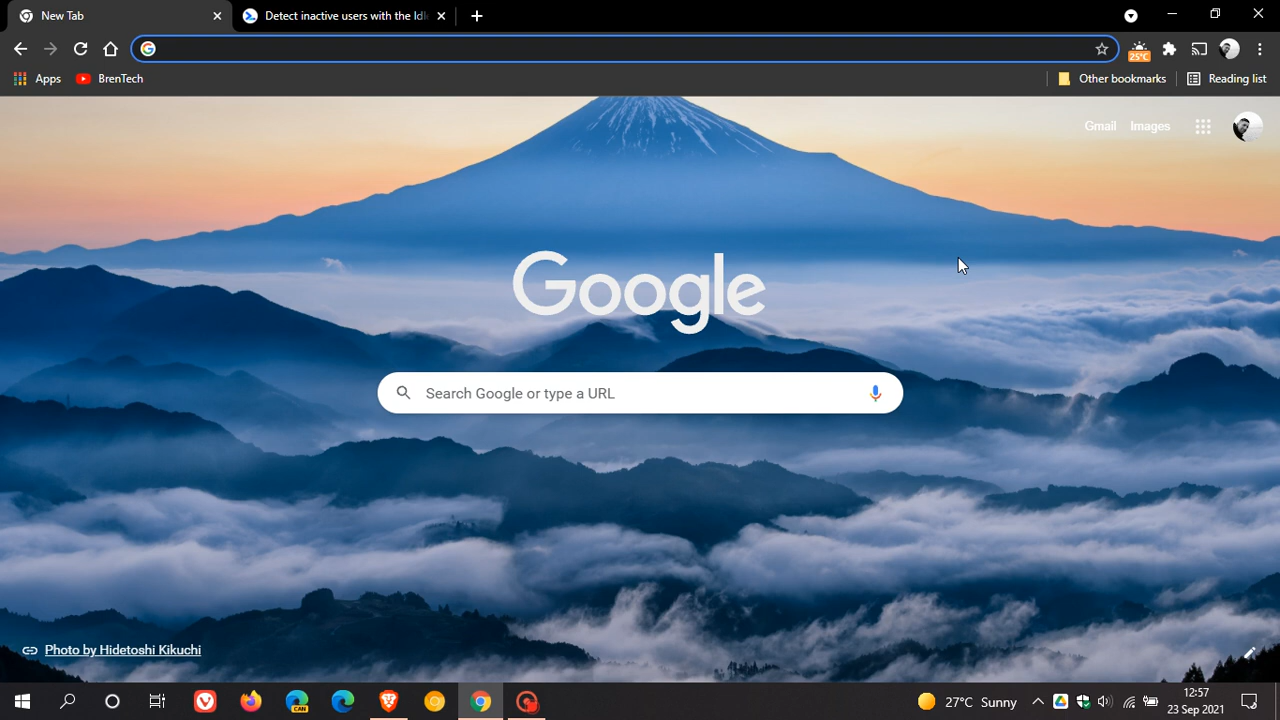 New Tab
Detect inactive users with the Idl
25°C
Apps
BrenTech
Other bookmarks
Reading list
Gmail
Images
Google
Search Google or type a URL
Photo by Hidetoshi Kikuchi
CAN
27°C Sunny
12:57
23 Sep 2021